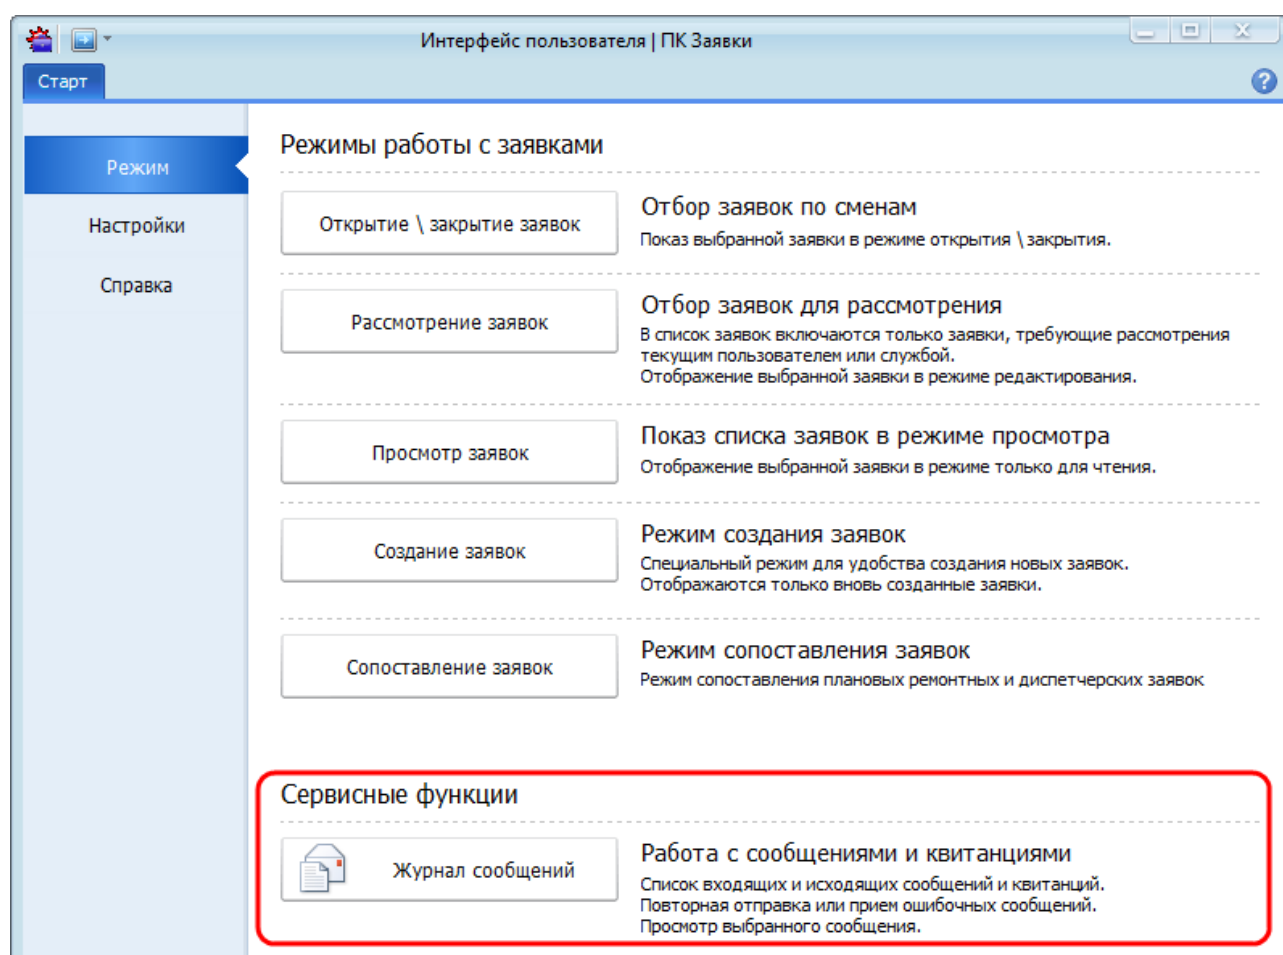 Интерфейс пользователя | ПК Заявки
Старт
?
Режим
Настройки
Справка
Режимы работы с заявками
Открытие \ закрытие заявок
Отбор заявок по сменам
Показ выбранной заявки в режиме открытия \ закрытия.
Рассмотрение заявок
Отбор заявок для рассмотрения
В список заявок включаются только заявки, требующие рассмотрения
текущим пользователем или службой.
Отображение выбранной заявки в режиме редактирования.
Просмотр заявок
Показ списка заявок в режиме просмотра
Отображение выбранной заявки в режиме только для чтения.
Создание заявок
Режим создания заявок
Специальный режим для удобства создания новых заявок.
Отображаются только вновь созданные заявки.
Сопоставление заявок
Режим сопоставления заявок
Режим сопоставления плановых ремонтных и диспетчерских заявок
Сервисные функции
Журнал сообщений
Работа с сообщениями и квитанциями
Список входящих и исходящих сообщений и квитанций.
Повторная отправка или прием ошибочных сообщений.
Просмотр выбранного сообщения.